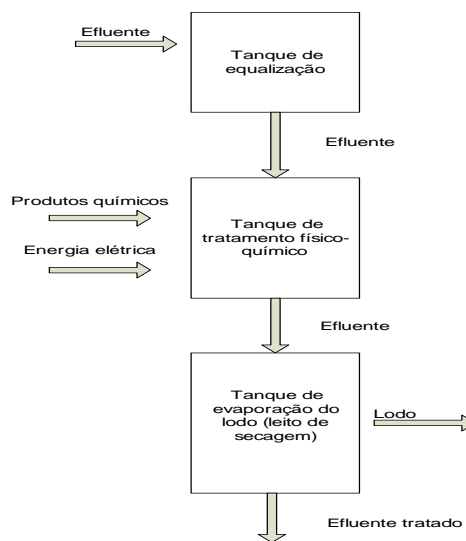 Efluente
Tanque de
equalização
Efluente
Produtos químicos
Energia elétrica
Tanque de
tratamento físico-
químico
Efluente
Tanque de
evaporação do
lodo (leito de
secagem)
Lodo
Efluente tratado